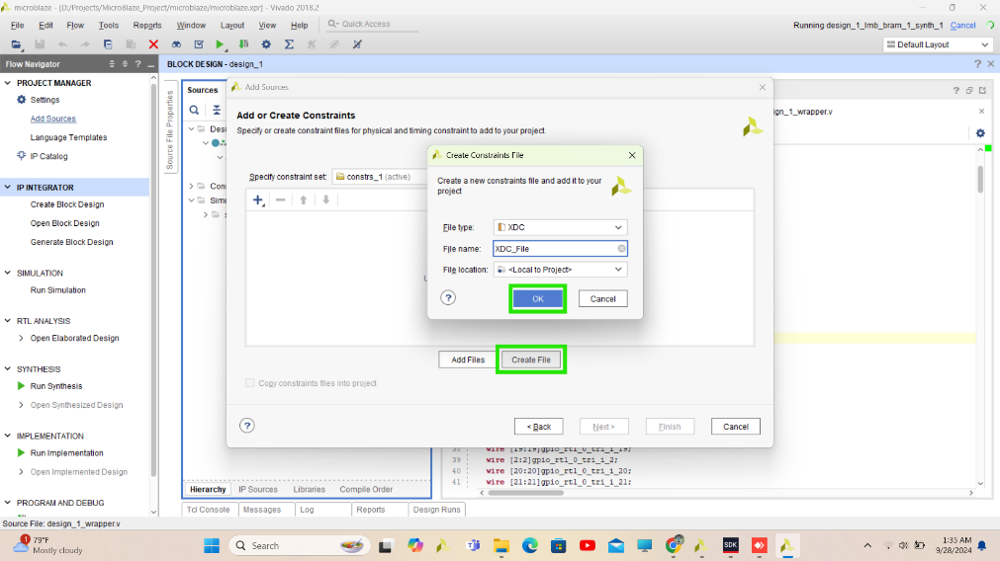 microblaze - [D:/Projects/MicroBlaze_Project/microblaze/microblaze.xpr] - Vivado 2018.2
File Edit Flow Tools Reports Window Layout View Help Quick Access
Running design_1_lmb_bram_1_synth_1 Cancel
Default Layout
Flow Navigator
BLOCK DESIGN - design_1
PROJECT MANAGER
Settings
Add Sources
Language Templates
IP Catalog
IP INTEGRATOR
Create Block Design
Open Block Design
Generate Block Design
SIMULATION
Run Simulation
RTL ANALYSIS
Open Elaborated Design
SYNTHESIS
Run Synthesis
Open Synthesized Design
IMPLEMENTATION
Run Implementation
Open Implemented Design
PROGRAM AND DEBUG
Source File Properties
Sources
Desi
Cons
Simu
s
Add Sources
Add or Create Constraints
Specify or create constraint files for physical and timing constraint to add to your project.
Specify constraint set: constrs_1 (active)
Create Constraints File
Create a new constraints file and add it to your
project
File type: XDC
File name: XDC_File
File location: <Local to Project>
? OK Cancel
Add Files Create File
Copy constraints files into project
? < Back Next > Finish Cancel
gn_1_wrapper.v
38 wire [19:19]gpio_rtl_0_tri_i_19;
39 wire [2:2]gpio_rtl_0_tri_i_2;
40 wire [20:20]gpio_rtl_0_tri_i_20;
41 wire [21:21]gpio_rtl_0_tri_i_21;
Hierarchy IP Sources Libraries Compile Order
Tcl Console Messages Log Reports Design Runs
Source File: design_1_wrapper.v
1
79°F
Mostly cloudy
Search
SDK
1:35 AM
9/28/2024